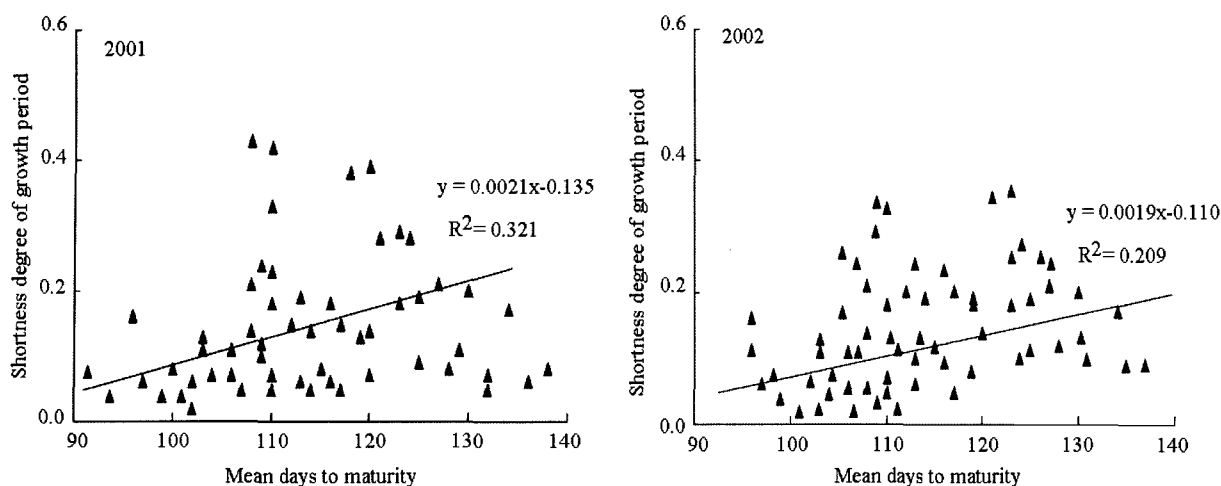 2001
Shortness degree of growth period
0.6
0.4
0.2
0.0
y = 0.0021x-0.135
R2= 0.321
90 100 110 120 130 140
Mean days to maturity
2002
Shortness degree of growth period
0.6
0.4
0.2
0.0
y = 0.0019x-0.110
R2= 0.209
90 100 110 120 130 140
Mean days to maturity